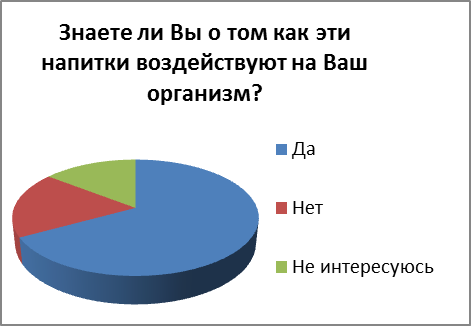 Знаете ли Вы о том как эти
напитки воздействуют на Ваш
организм?
Да
Нет
Не интересуюсь